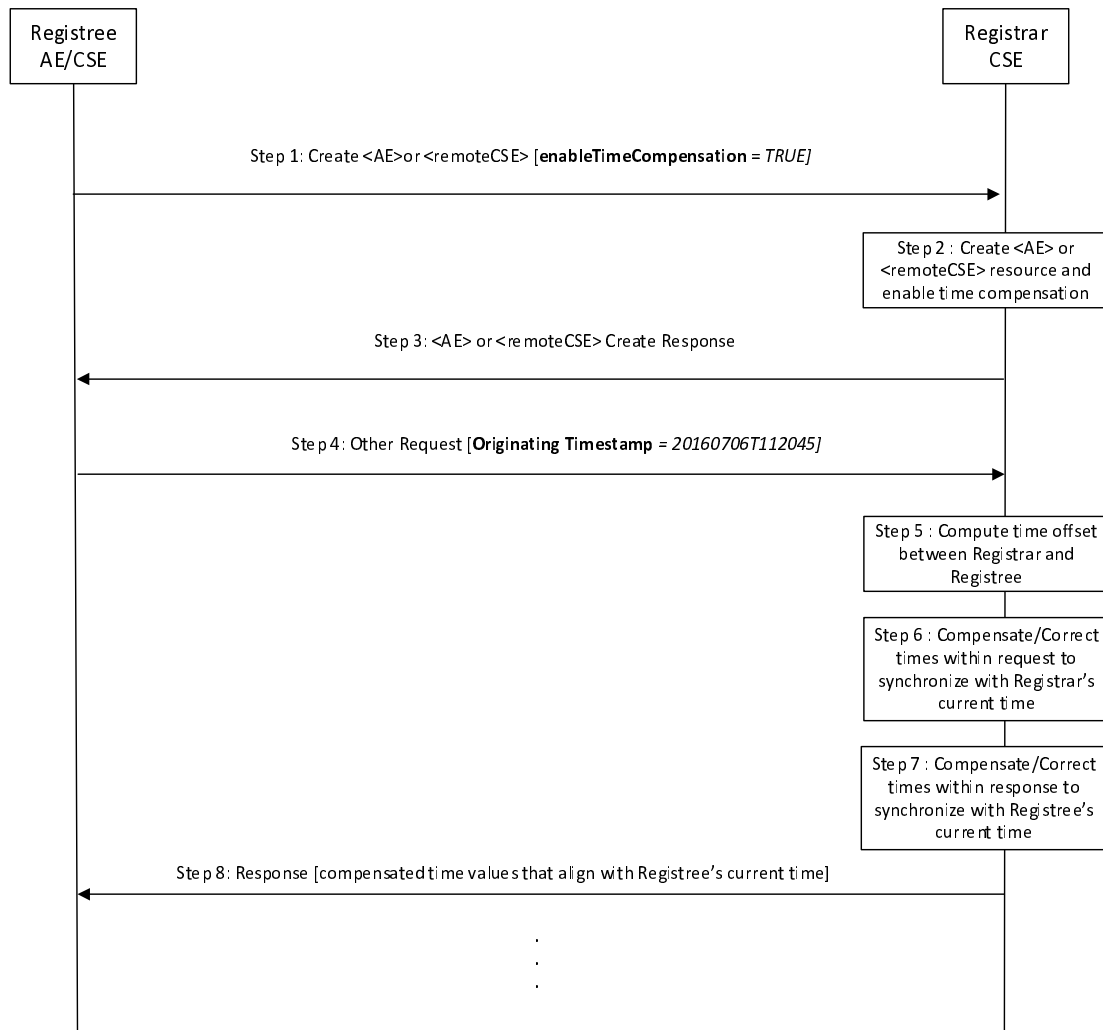 Registree
AE/CSE
Registrar
CSE
Step 1: Create <AE>or <remoteCSE> [enableTimeCompensation = TRUE]
Step 2 : Create <AE> or
<remoteCSE> resource and
enable time compensation
Step 3: <AE> or <remoteCSE> Create Response
Step 4: Other Request [Originating Timestamp = 20160706T112045]
Step 5 : Compute time offset
between Registrar and
Registree
Step 6 : Compensate/Correct
times within request to
synchronize with Registrar’s
current time
Step 7 : Compensate/Correct
times within response to
synchronize with Registree’s
current time
Step 8: Response [compensated time values that align with Registree’s current time]
.
.
.